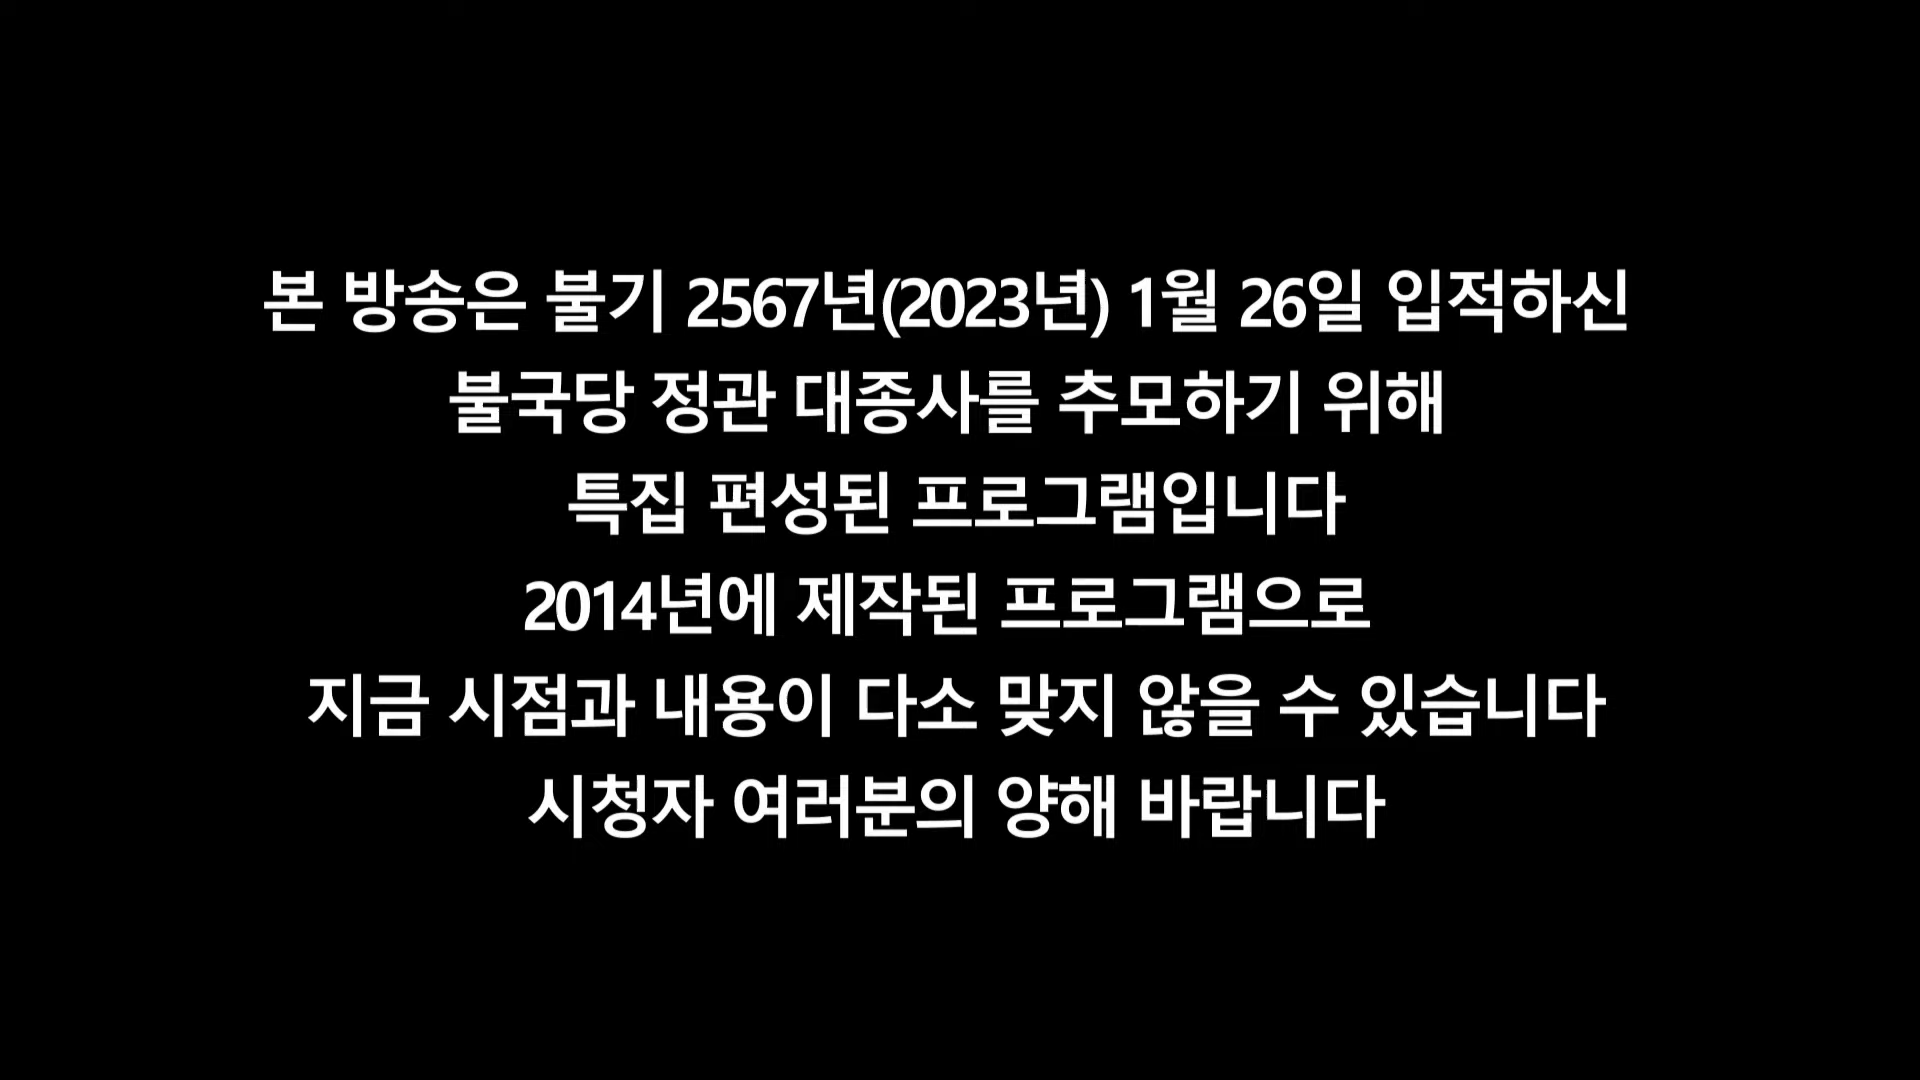 본 방송은 불기 2567년(2023년) 1월 26일 입적하신
불국당 정관 대종사를 추모하기 위해
특집 편성된 프로그램입니다
2014년에 제작된 프로그램으로
지금 시점과 내용이 다소 맞지 않을 수 있습니다
시청자 여러분의 양해 바랍니다